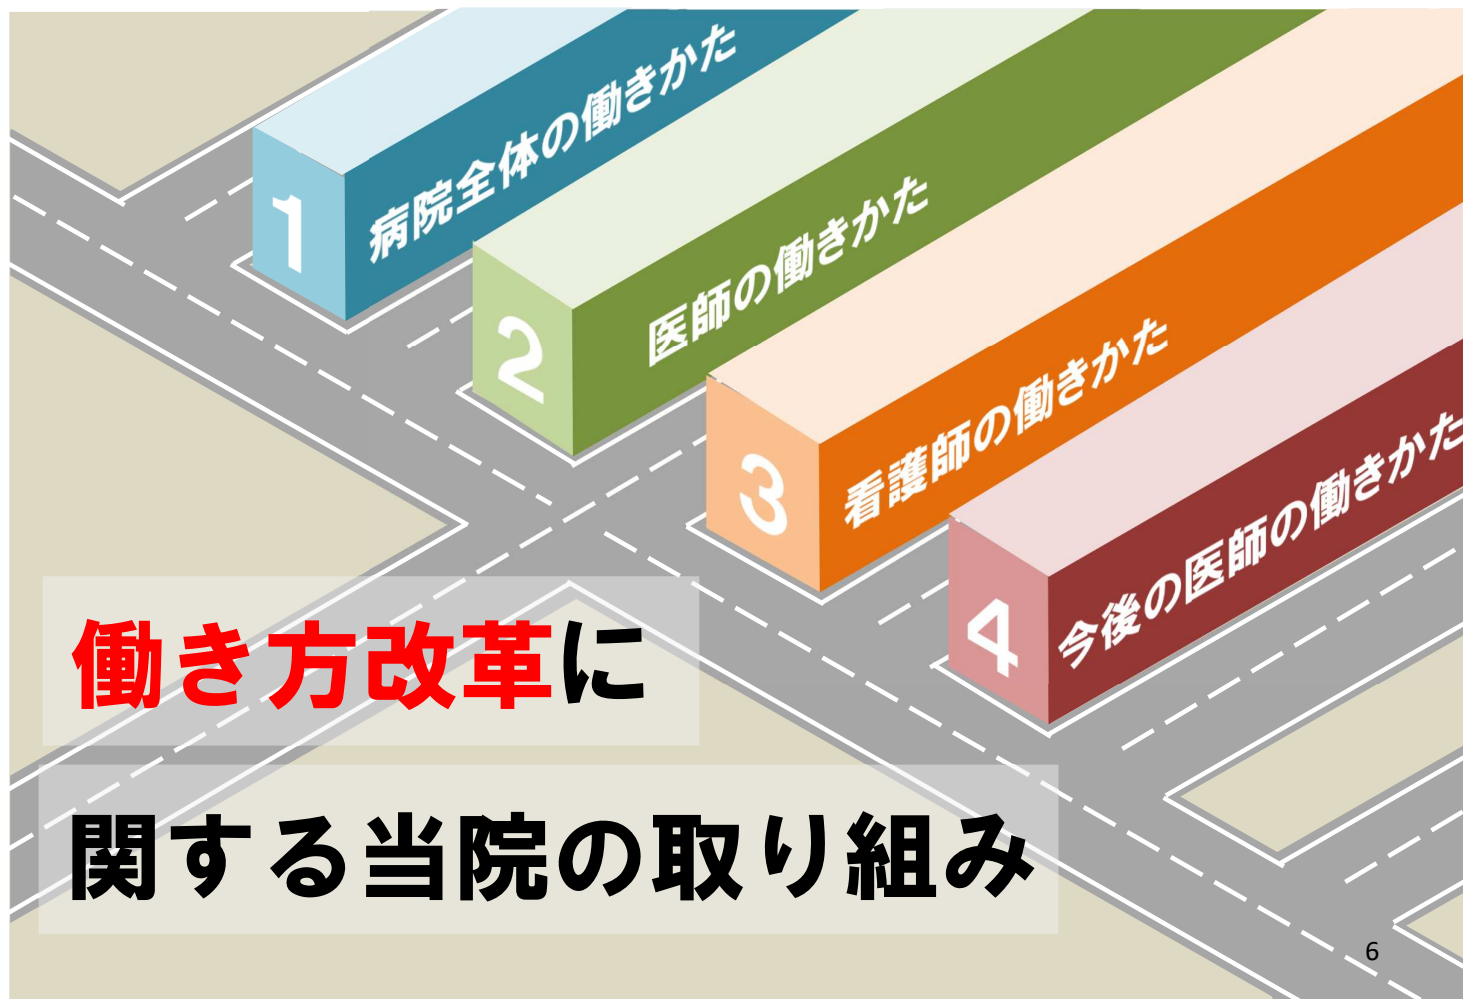 1
病院全体の働きかた
2
医師の働きかた
3
看護師の働きかた
4
今後の医師の働きかた
働き方改革に
関する当院の取り組み
6